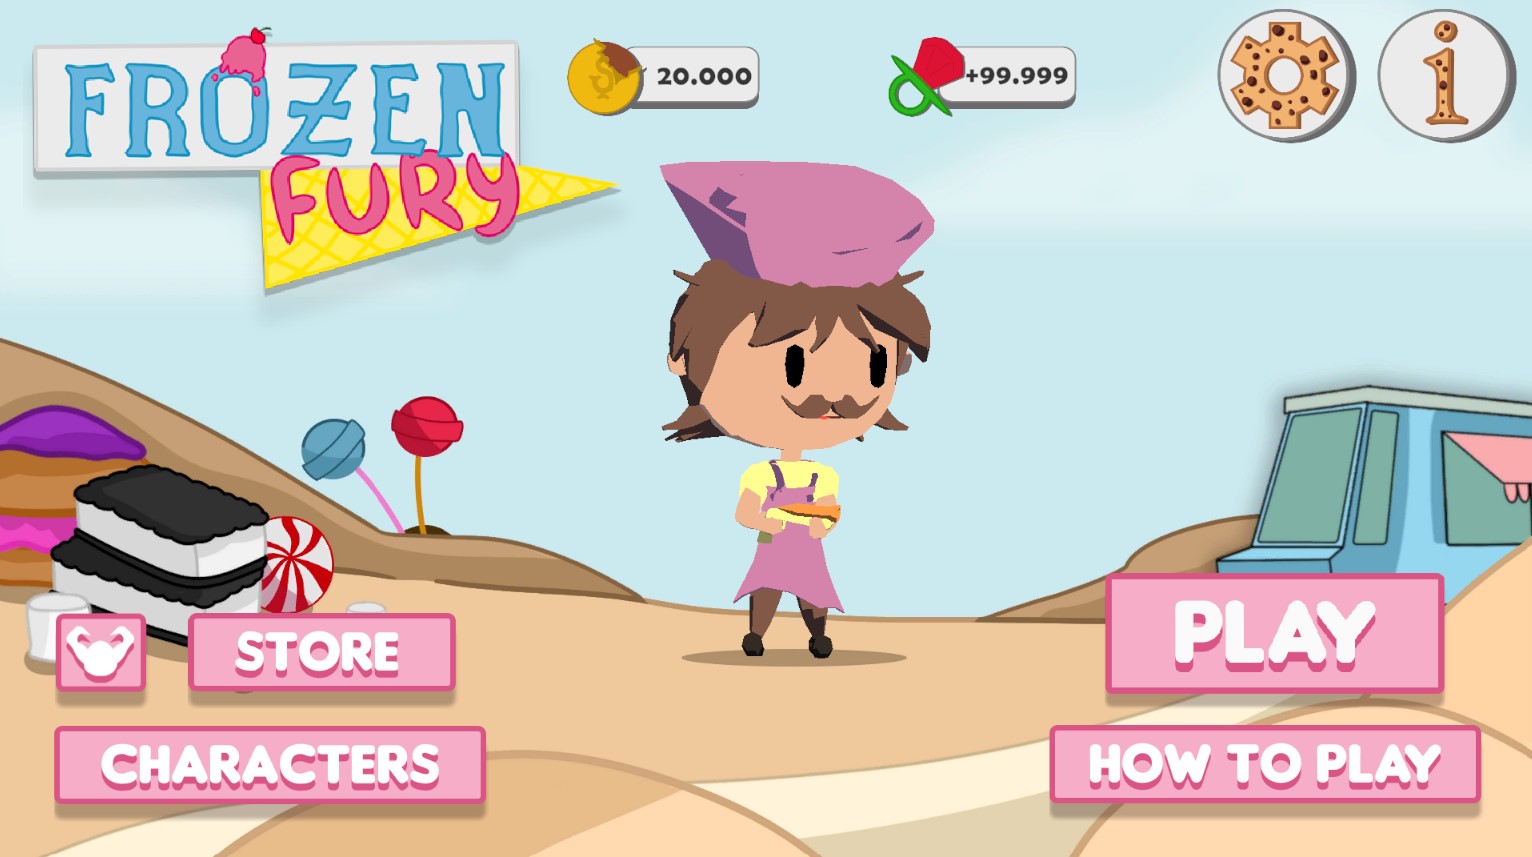 FROZEN
FURY
$ 20.000
+99.999
i
STORE
PLAY
CHARACTERS
HOW TO PLAY